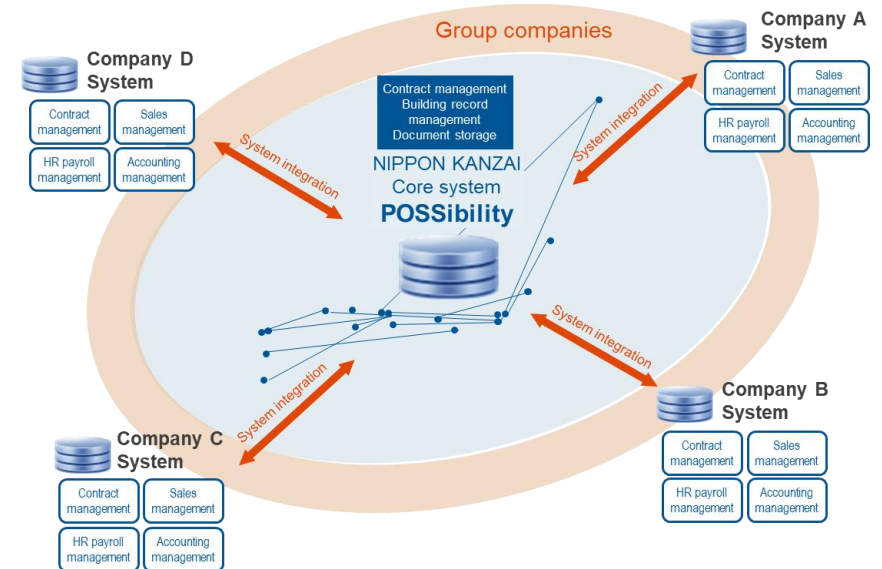 Group companies
Company A
System
Contract
management
Sales
management
HR payroll
management
Accounting
management
Company D
System
Contract
management
Sales
management
HR payroll
management
Accounting
management
Contract management
Building record
management
Document storage
NIPPON KANZAI
Core system
POSSibility
System integration
System integration
System integration
System integration
Company B
System
Contract
management
Sales
management
HR payroll
management
Accounting
management
Company C
System
Contract
management
Sales
management
HR payroll
management
Accounting
management